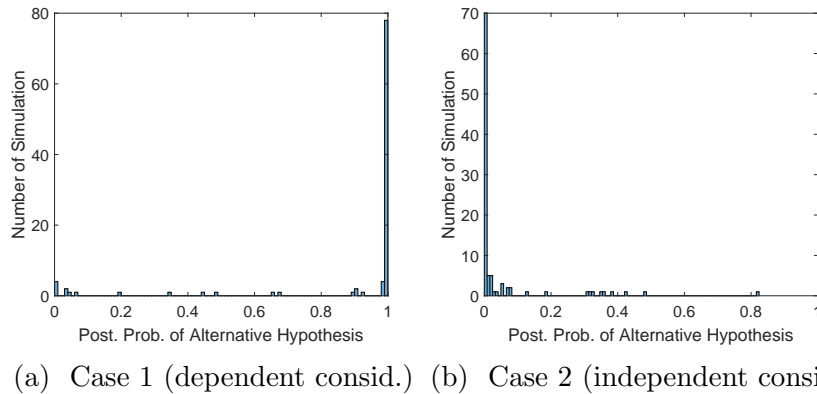 80
60
40
20
0
Number of Simulation
0 0.2 0.4 0.6 0.8 1
Post. Prob. of Alternative Hypothesis
70
60
50
40
30
20
10
0
Number of Simulation
0 0.2 0.4 0.6 0.8 1
Post. Prob. of Alternative Hypothesis
(a) Case 1 (dependent consid.) (b) Case 2 (independent consi